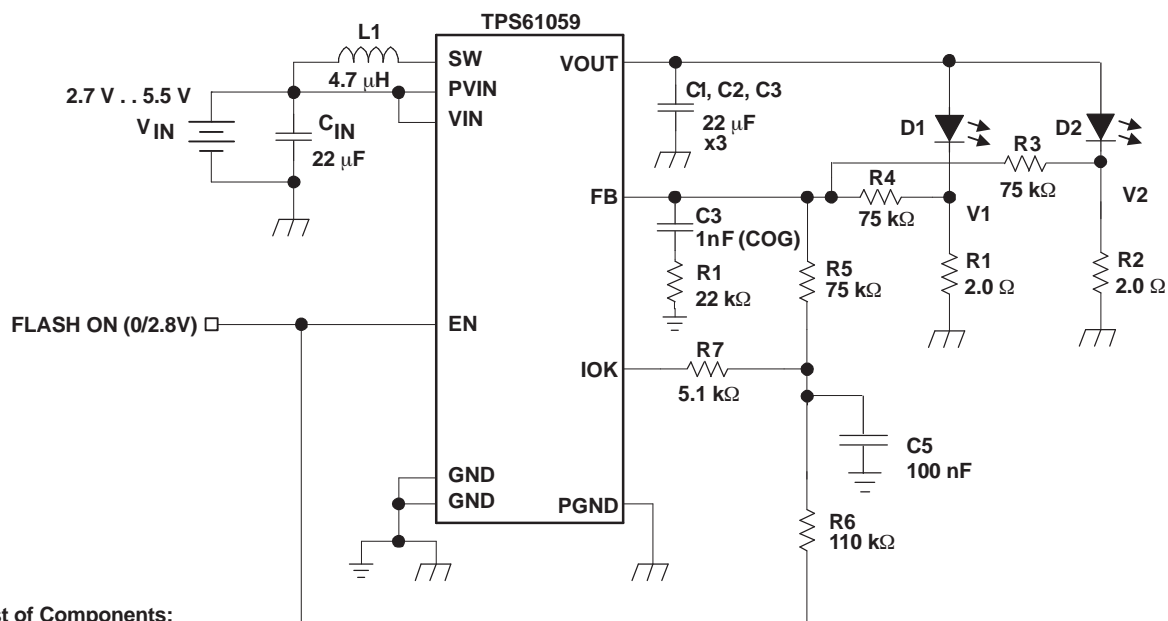 TPS61059
L1
SW
4.7 μH
PVIN
VIN
VOUT
2.7 V . . 5.5 V
V IN
C IN
22 μF
C1, C2, C3
22 μF
x3
D1
D2
R3
75 kΩ
FB
R4
75 kΩ
V1
V2
C3
1nF (COG)
R1
22 kΩ
R5
75 kΩ
R1
2.0 Ω
R2
2.0 Ω
FLASH ON (0/2.8V)
EN
IOK
R7
5.1 kΩ
C5
100 nF
GND
GND
PGND
R6
110 kΩ
st of Components: